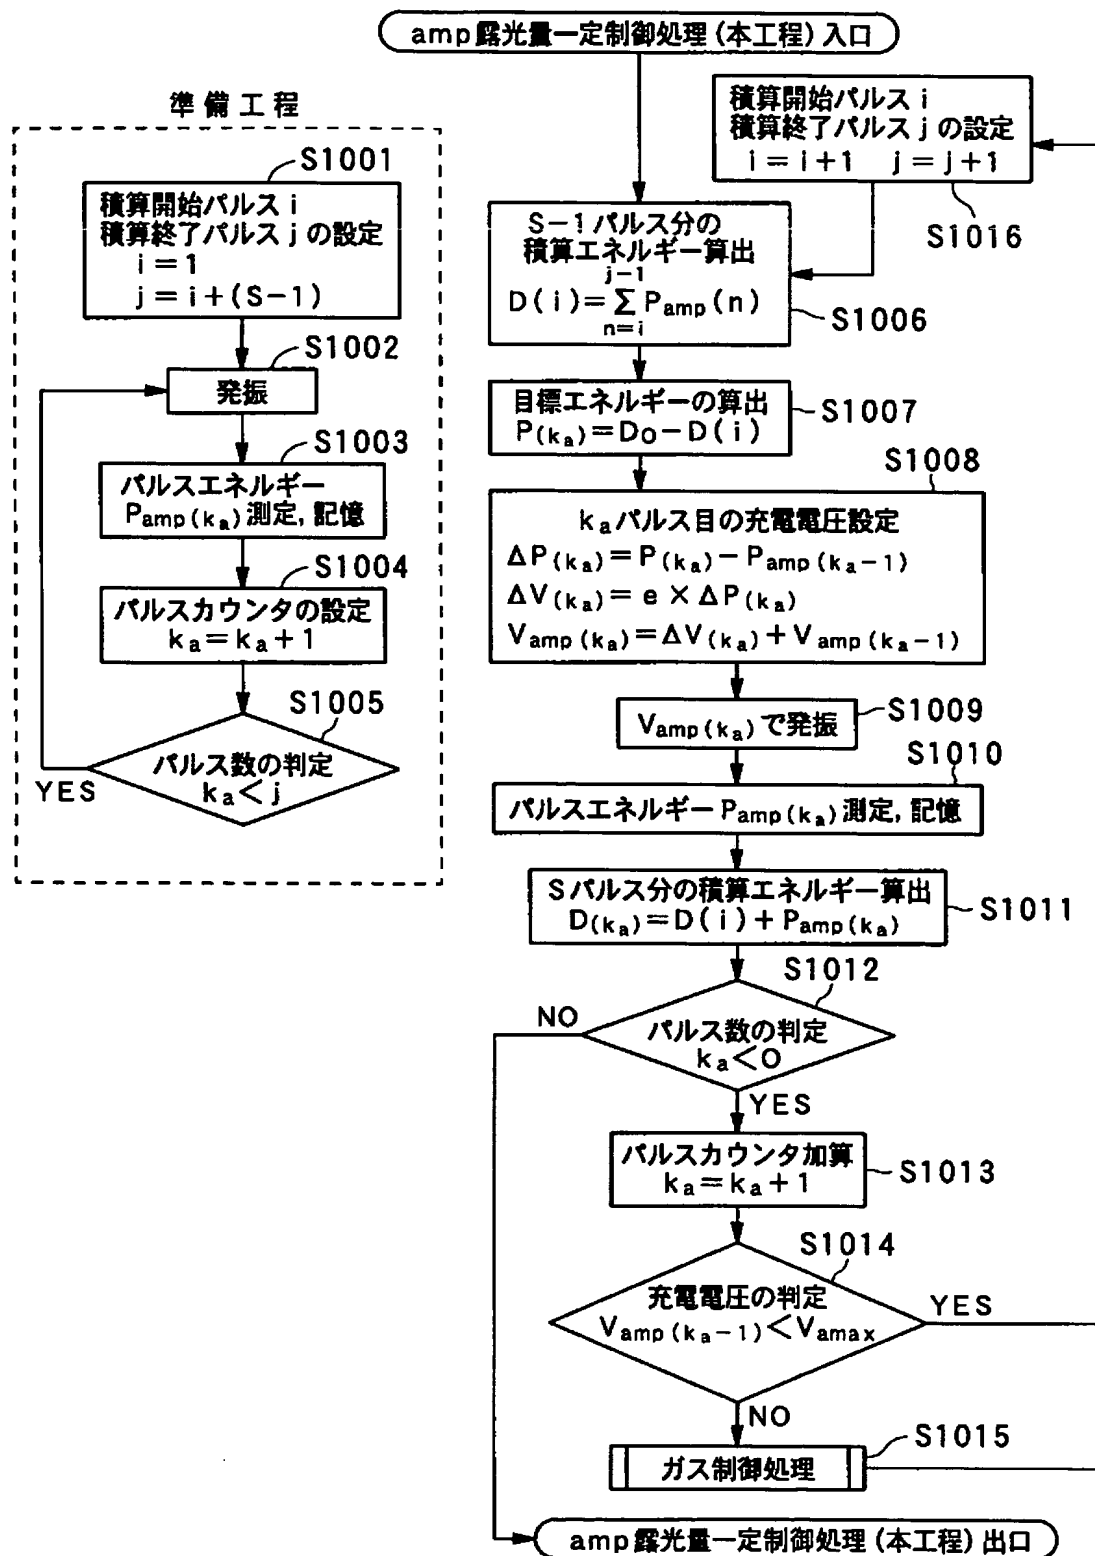 amp露光量一定制御処理(本工程)入口
準備工程
S1001
積算開始パルスi
積算終了パルスjの設定
i=1
j=i+(S-1)
S1002
発振
S1003
パルスエネルギー
Pamp(ka)測定,記憶
S1004
パルスカウンタの設定
ka=ka+1
S1005
パルス数の判定
ka<j
YES
積算開始パルスi
積算終了パルスjの設定
i=i+1 j=j+1
S1016
S-1パルス分の
積算エネルギー算出
j-1
D(i)=ΣPamp(n)
n=i
S1006
目標エネルギーの算出
P(ka)=Do-D(i)
S1007
S1008
kaパルス目の充電電圧設定
ΔP(ka)=P(ka)-Pamp(ka-1)
ΔV(ka)=e×ΔP(ka)
Vamp(ka)=ΔV(ka)+Vamp(ka-1)
Vamp(ka)で発振
S1009
S1010
パルスエネルギーPamp(ka)測定,記憶
Sパルス分の積算エネルギー算出
D(ka)=D(i)+Pamp(ka)
S1011
S1012
NO
パルス数の判定
ka<O
YES
パルスカウンタ加算
ka=ka+1
S1013
S1014
充電電圧の判定
Vamp(ka-1)<Vamax
YES
NO
ガス制御処理
S1015
amp露光量一定制御処理(本工程)出口